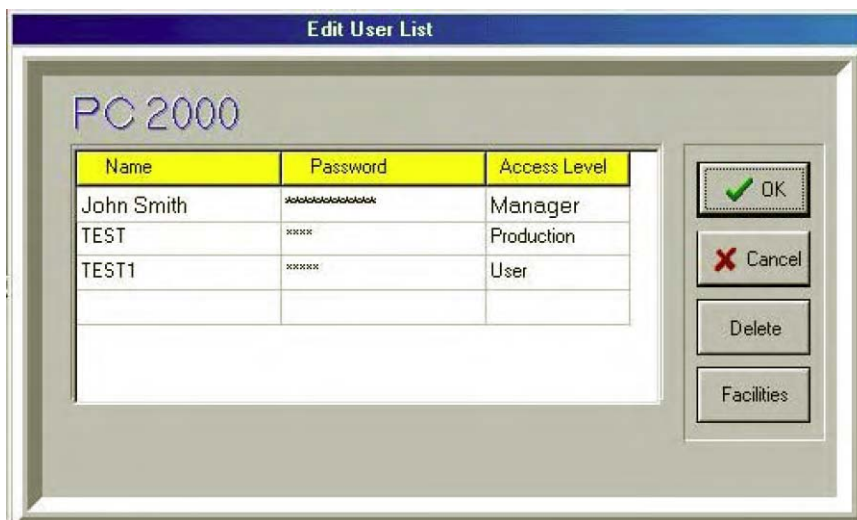 Edit User List
PC 2000
Name Password Access Level
John Smith ************* Manager
TEST **** Production
TEST1 ***** User
OK
Cancel
Delete
Facilities